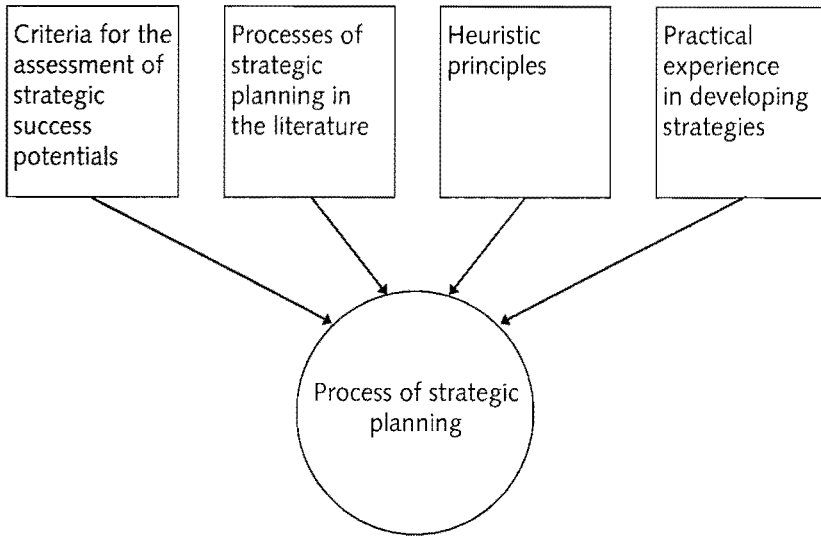 Criteria for the
assessment of
strategic
success
potentials
Processes of
strategic
planning in
the literature
Heuristic
principles
Practical
experience
in developing
strategies
Process of strategic
planning